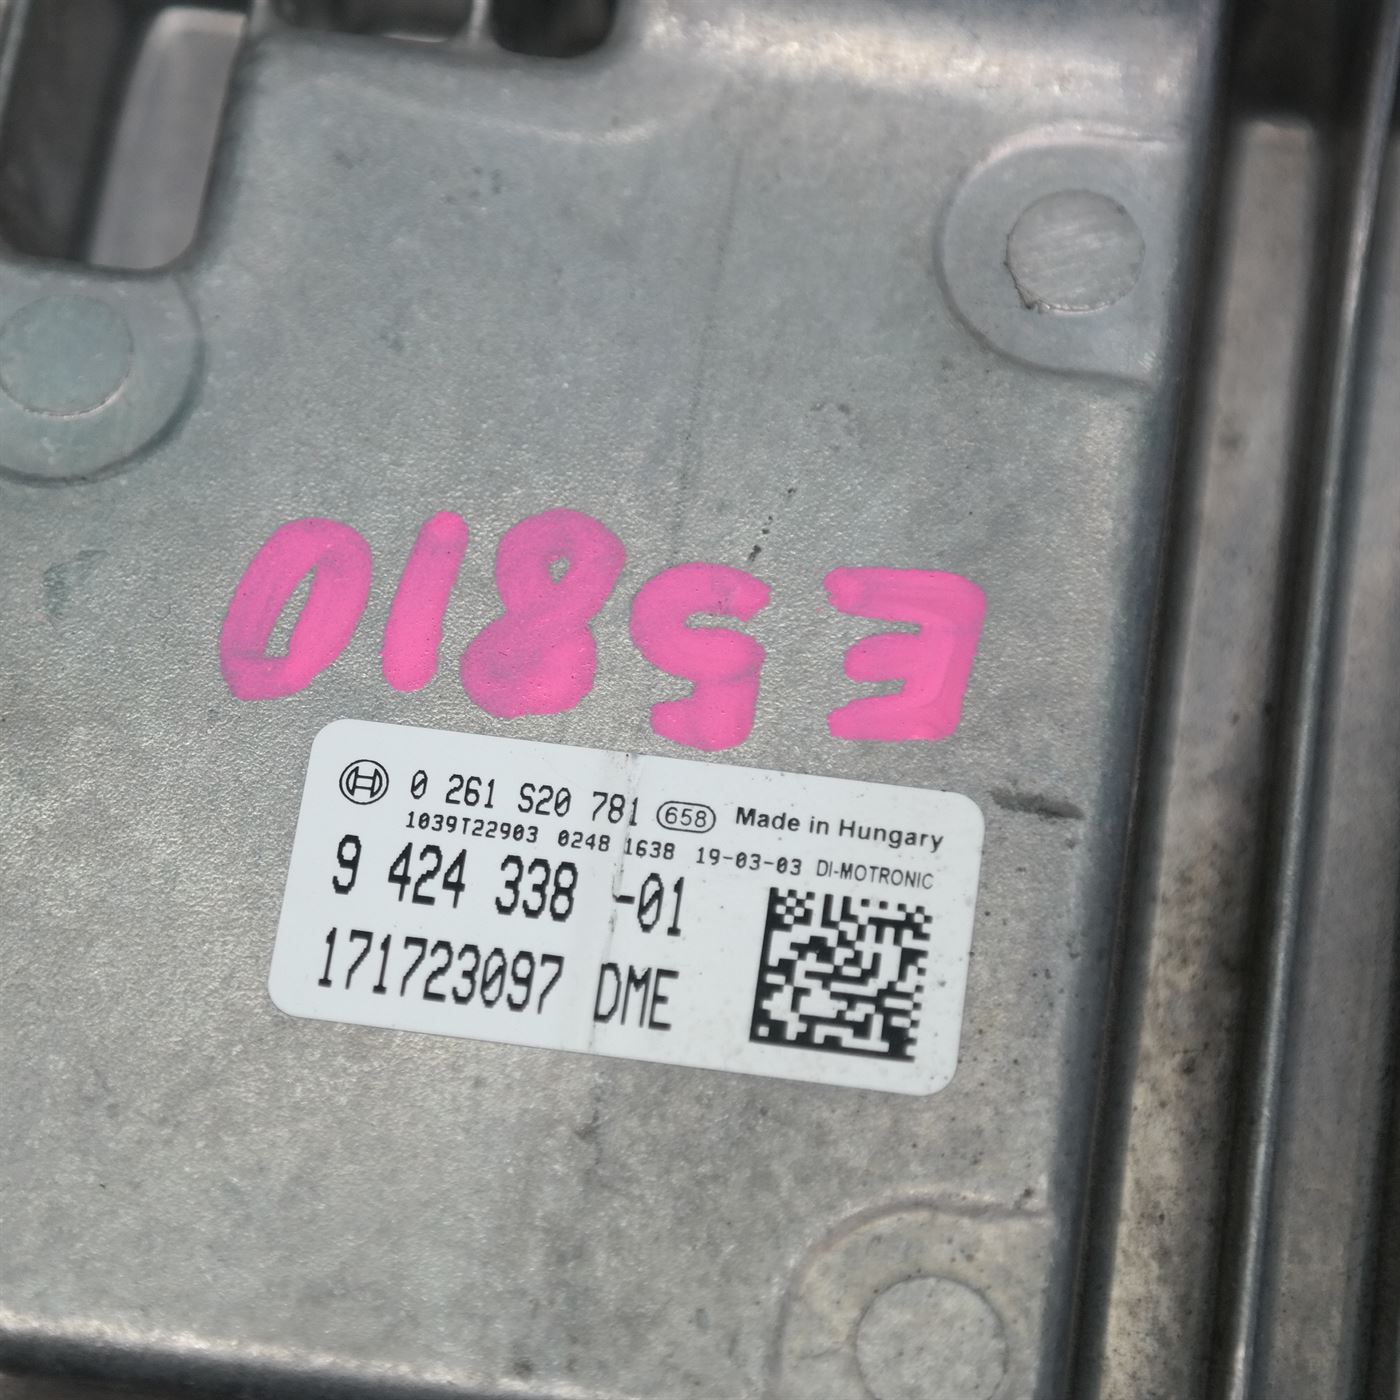 E5810
0 261 S20 781 658 Made in Hungary
1039T22903 0248 1638 19-03-03 DI-MOTRONIC
9 424 338 -01
171723097 DME